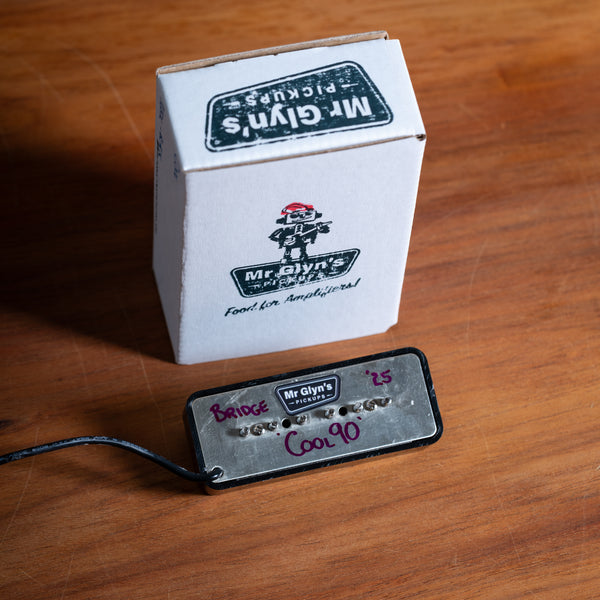 Mr Glyn's
PICKUPS
Mr Glyn's
PICKUPS
Food for Amplifiers!
Mr Glyn's
PICKUPS
BRIDGE
'25
COOL 90